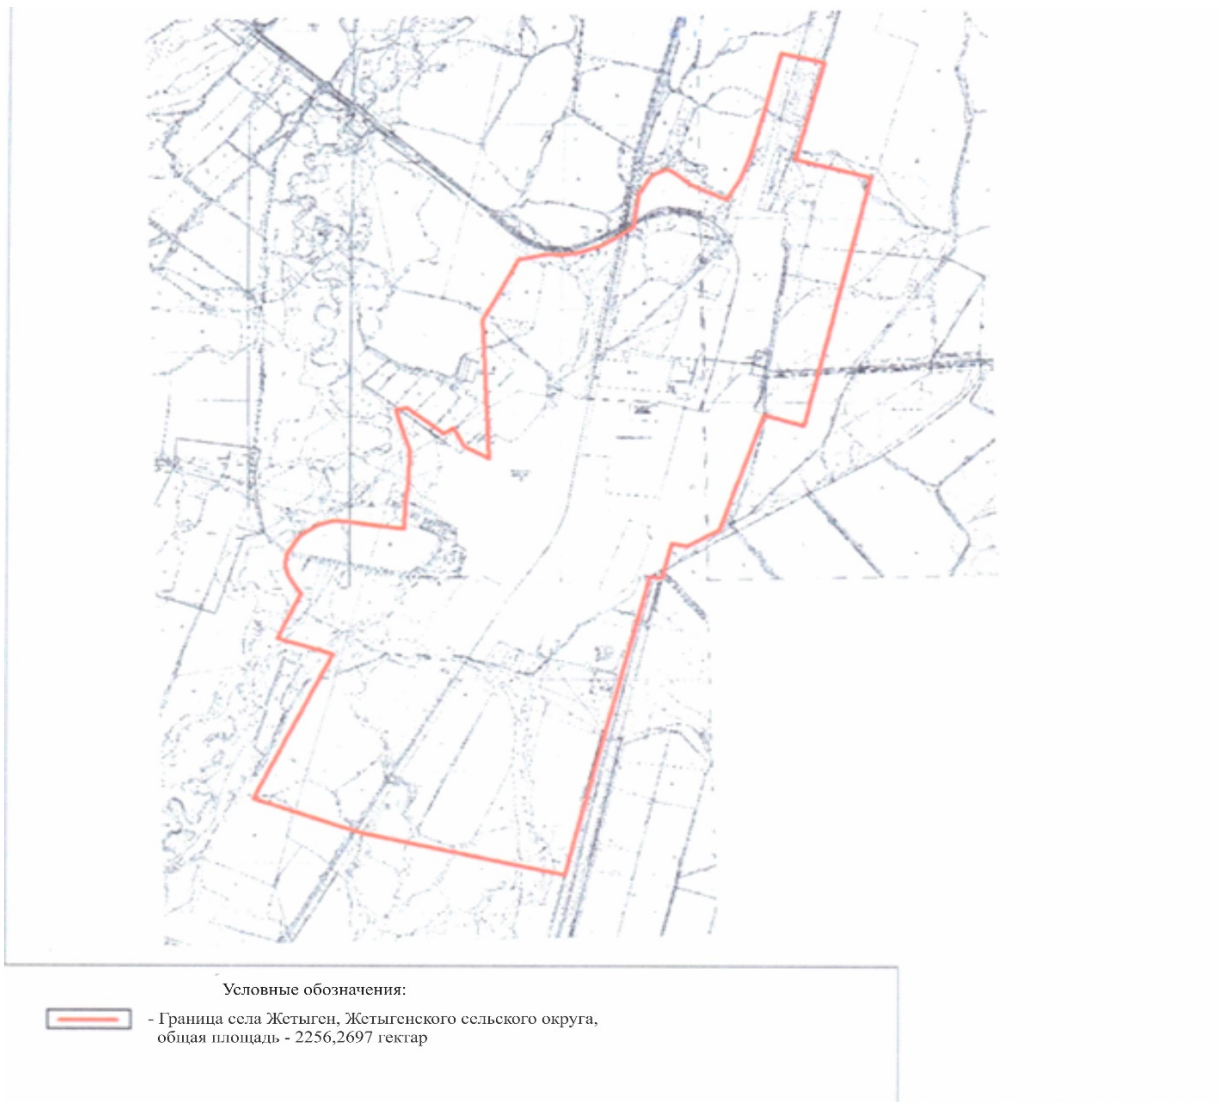 Условные обозначения:
- Граница села Жетыген, Жетыгенского сельского округа,
общая площадь - 2256,2697 гектар